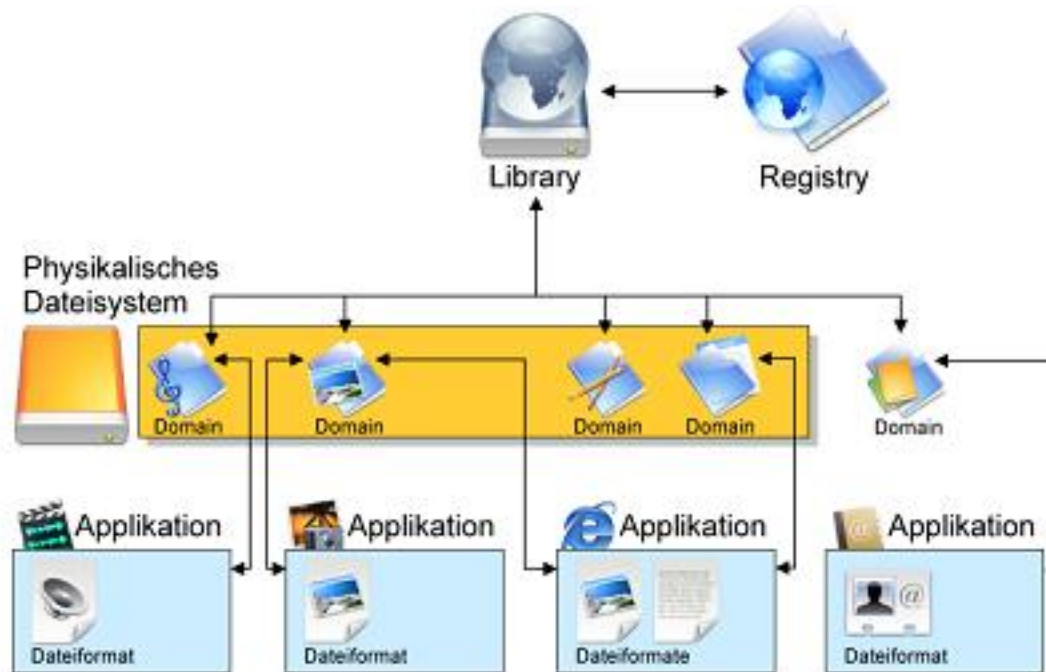 Library
Registry
Physikalisches
Dateisystem
Domain
Domain
Domain
Domain
Domain
Applikation
Applikation
Applikation
Applikation
Dateiformat
Dateiformat
Dateiformate
Dateiformat